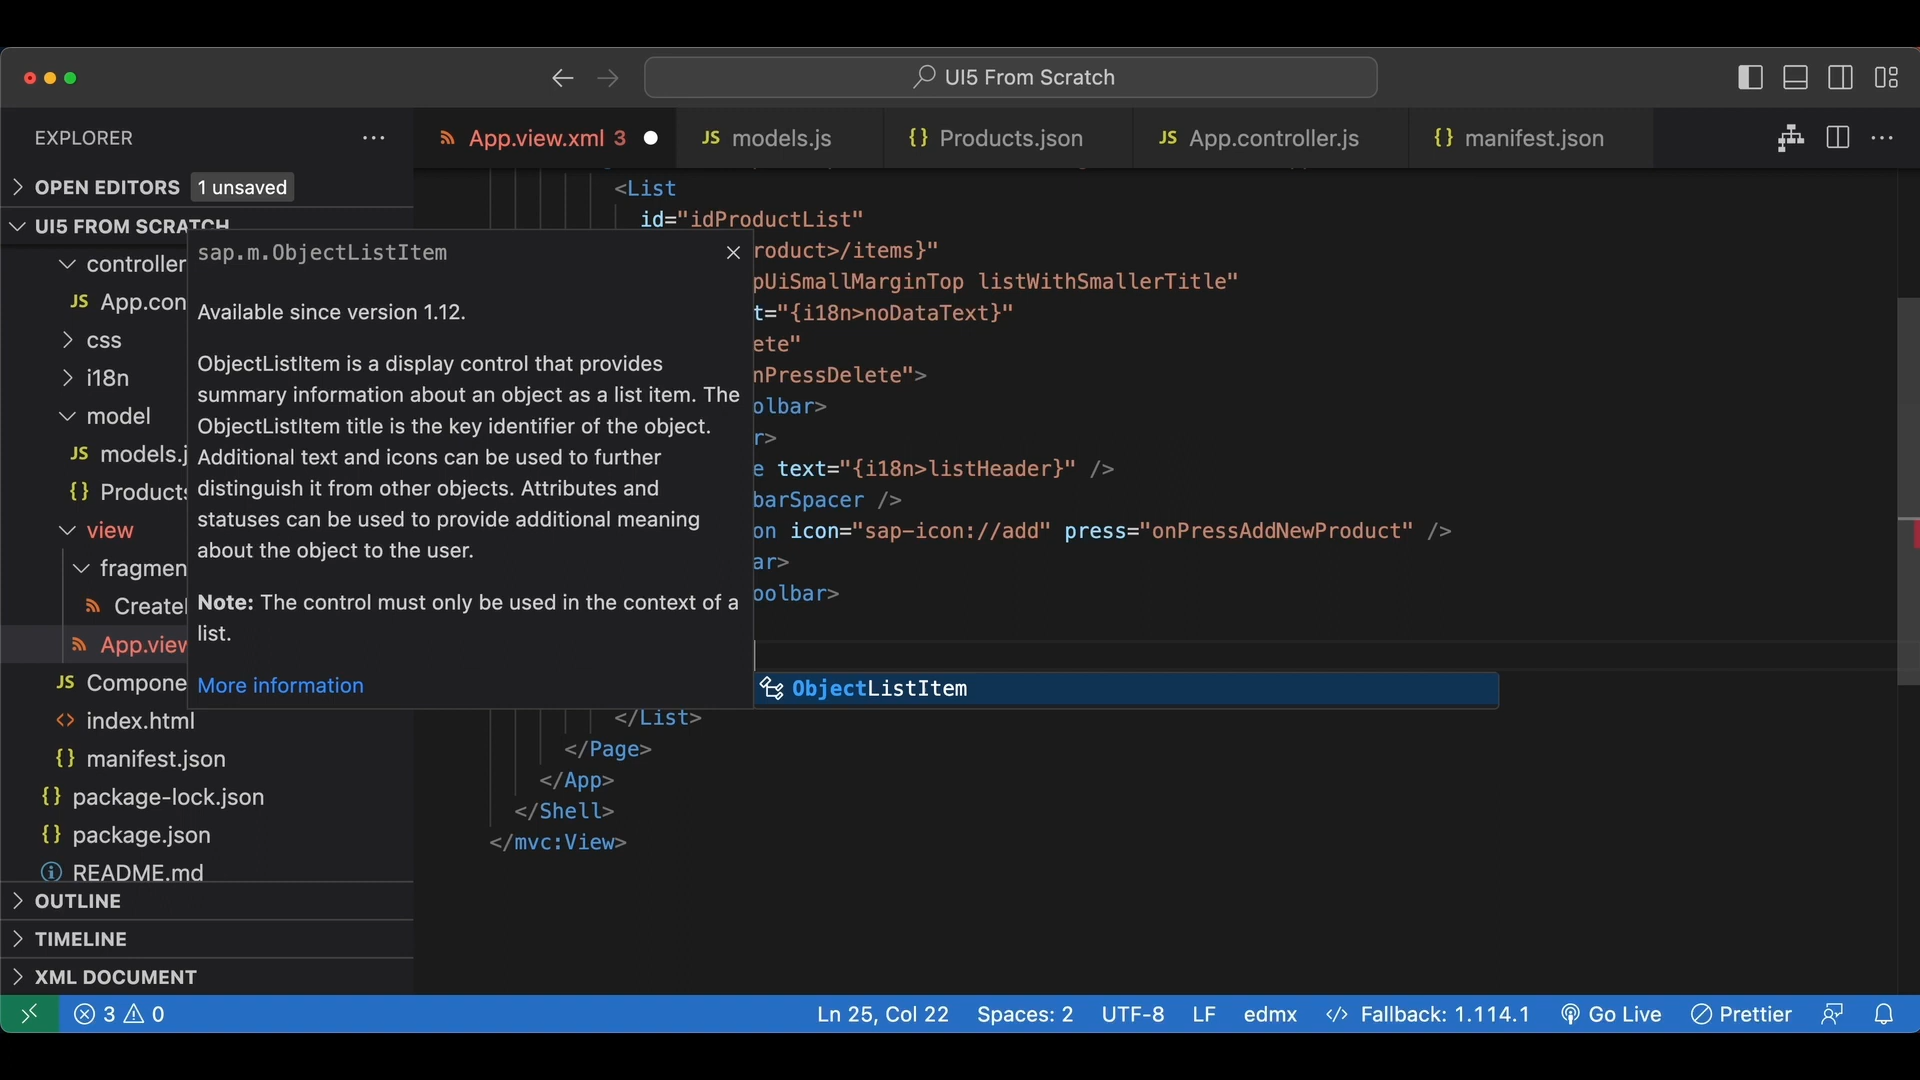 UI5 From Scratch
EXPLORER
App.view.xml 3
JS models.js
{} Products.json
JS App.controller.js
{} manifest.json
OPEN EDITORS 1 unsaved
UI5 FROM SCRATCH
controller
JS App.con
css
i18n
model
JS models.j
{} Products
view
fragmen
Create
App.view
JS Compone
<> index.html
{} manifest.json
{} package-lock.json
{} package.json
README.md
OUTLINE
TIMELINE
XML DOCUMENT
sap.m.ObjectListItem
Available since version 1.12.
ObjectListItem is a display control that provides
summary information about an object as a list item. The
ObjectListItem title is the key identifier of the object.
Additional text and icons can be used to further
distinguish it from other objects. Attributes and
statuses can be used to provide additional meaning
about the object to the user.
Note: The control must only be used in the context of a
list.
More information
<List
id="idProductList"
roduct>/items}"
pUiSmallMarginTop listWithSmallerTitle"
t="{i18n>noDataText}"
ete"
nPressDelete">
olbar>
r>
e text="{i18n>listHeader}" />
barSpacer />
on icon="sap-icon://add" press="onPressAddNewProduct" />
ar>
oolbar>
ObjectListItem
</List>
</Page>
</App>
</Shell>
</mvc:View>
3 0
Ln 25, Col 22
Spaces: 2
UTF-8
LF
edmx
</> Fallback: 1.114.1
Go Live
Prettier